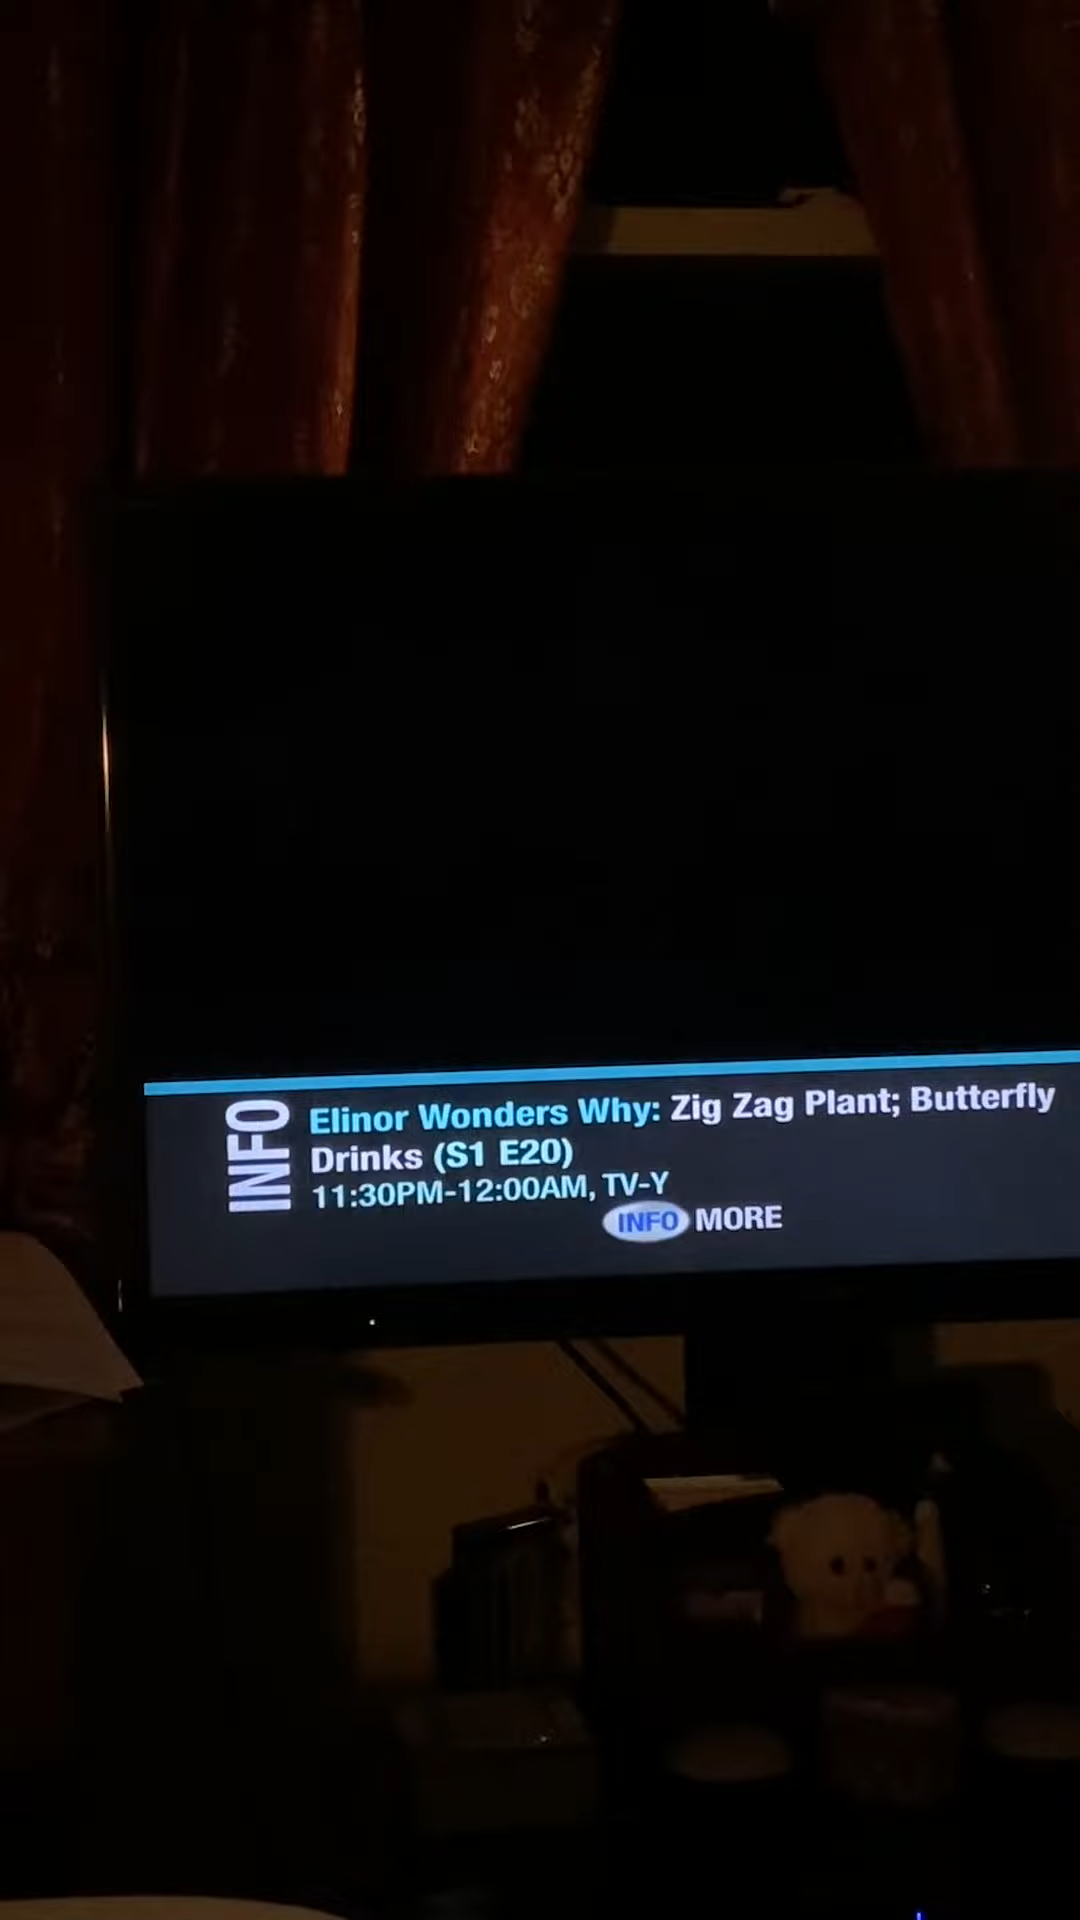 INFO
Elinor Wonders Why: Zig Zag Plant; Butterfly
Drinks (S1 E20)
11:30PM-12:00AM, TV-Y
INFO MORE